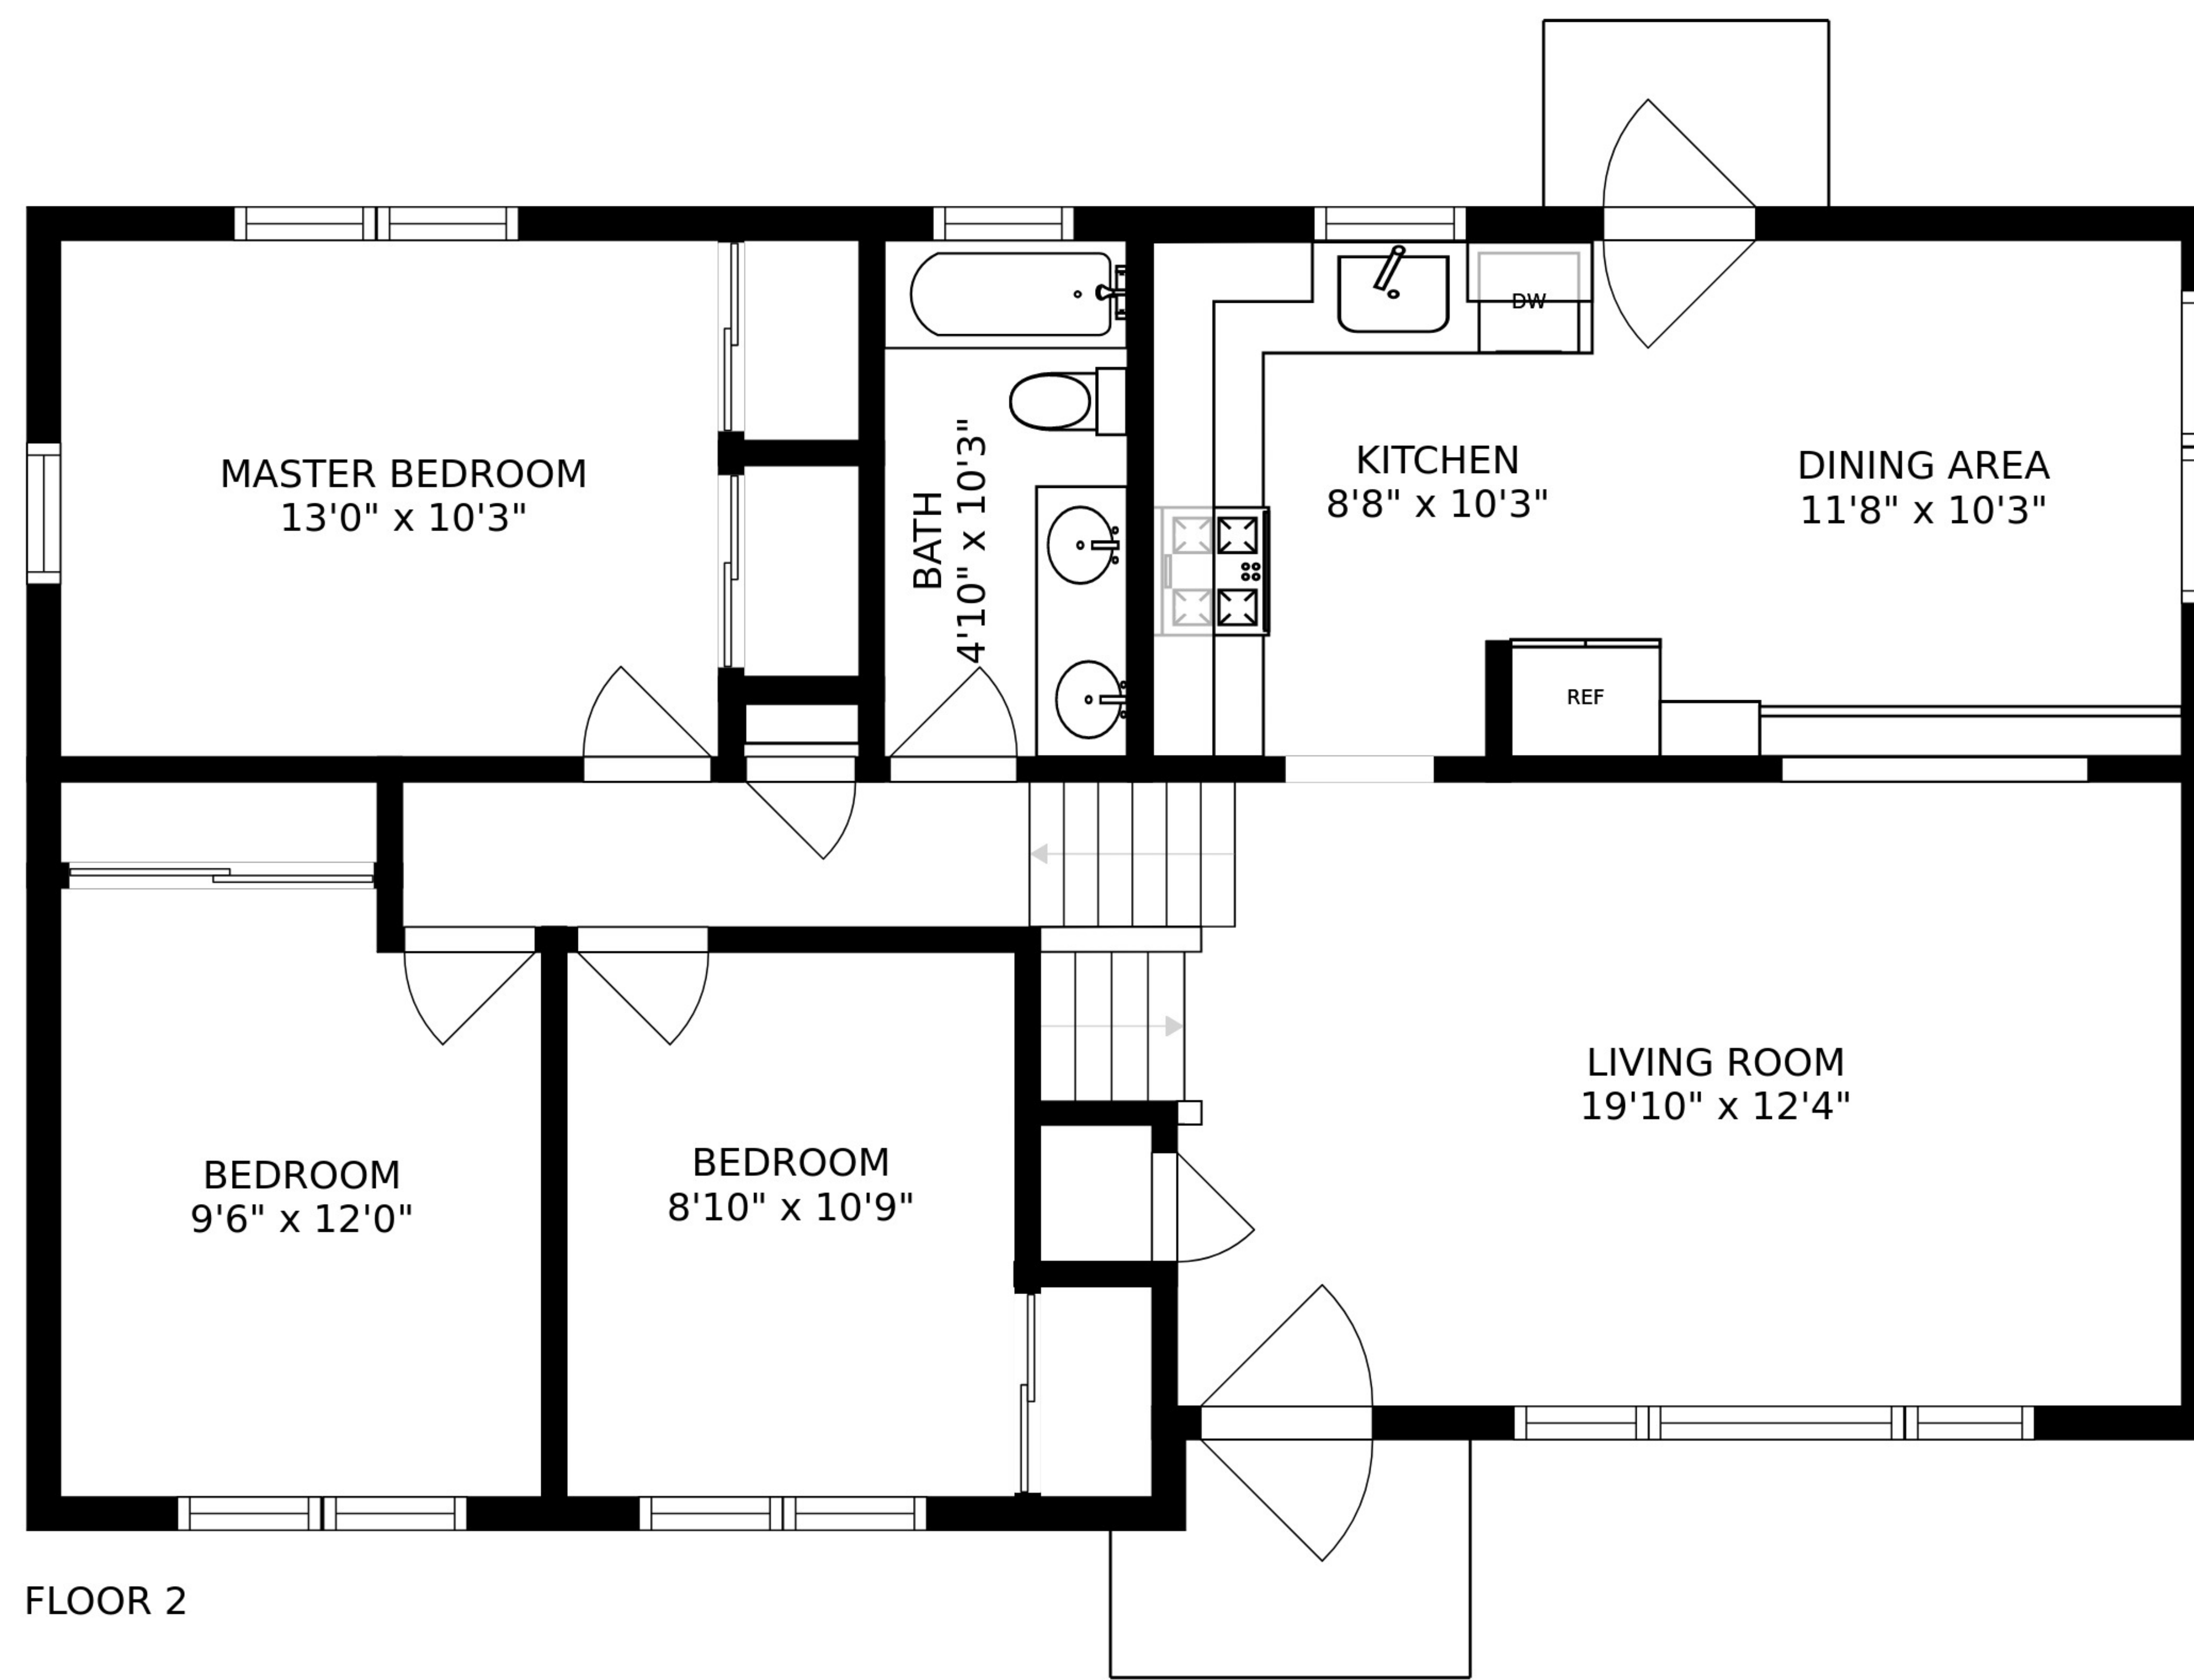 MASTER BEDROOM
13'0" x 10'3"
BATH
4'10" x 10'3"
KITCHEN
8'8" x 10'3"
DW
DINING AREA
11'8" x 10'3"
REF
LIVING ROOM
19'10" x 12'4"
BEDROOM
9'6" x 12'0"
BEDROOM
8'10" x 10'9"
FLOOR 2